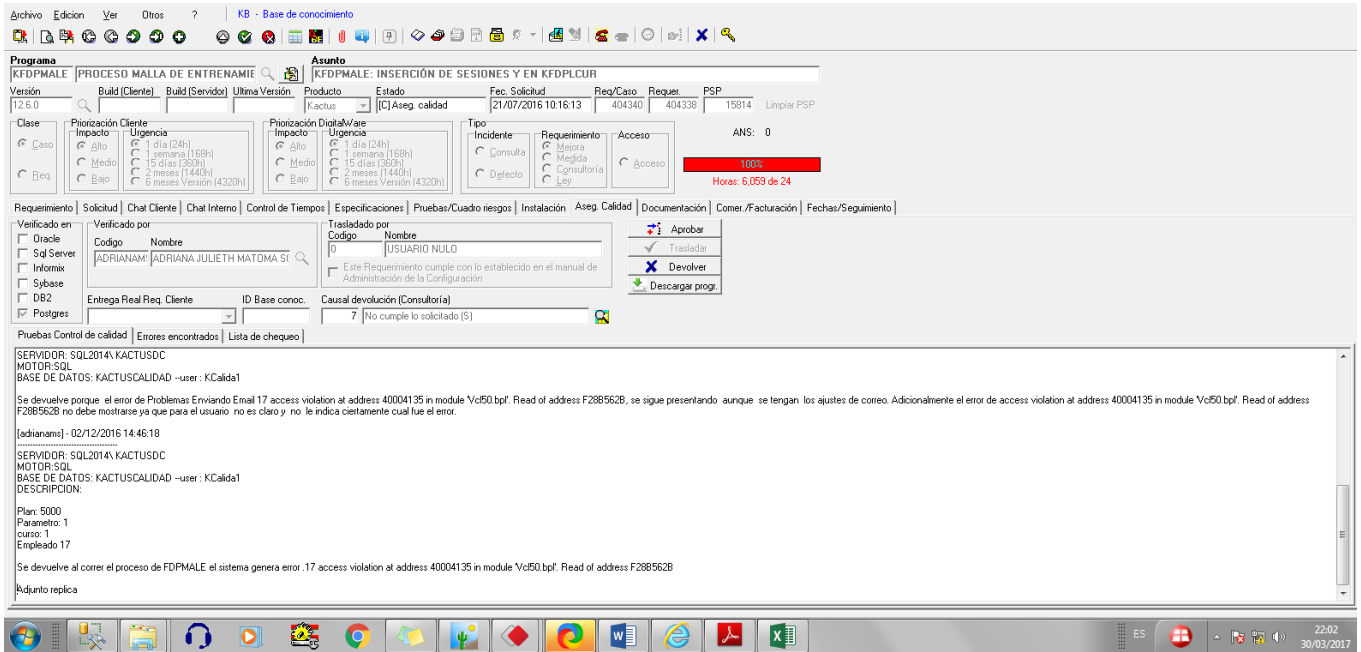 Archivo Edicion Ver Otros ? KB - Base de conocimiento
Programa Asunto
KFDPMALE PROCESO MALLA DE ENTRENAMIE KFDPMALE: INSERCIÓN DE SESIONES Y EN KFDPLCUR
Versión Build (Cliente) Build (Servidor) Ultima Versión Producto Estado Fec. Solicitud Req/Caso Requer. PSP
12.6.0 Kactus [C] Aseg. calidad 21/07/2016 10:16:13 404340 404338 15814 Limpiar PSP
Clase Priorización Cliente Priorización DigitalWare Tipo
Impacto Urgencia Impacto Urgencia Incidente Requerimiento Acceso ANS: 0
Caso Alto 1 día (24h) Alto 1 día (24h) Consulta Mejora
1 semana (168h) 1 semana (168h) Medida
Medio 15 días (360h) Medio 15 días (360h) Consultoría Acceso 100%
Req. Bajo 2 meses (1440h) Bajo 2 meses (1440h) Defecto Ley
6 meses Versión (4320h) 6 meses Versión (4320h) Horas: 6,059 de 24
Requerimiento Solicitud Chat Cliente Chat Interno Control de Tiempos Especificaciones Pruebas/Cuadro riesgos Instalación Aseg. Calidad Documentación Comer./Facturación Fechas/Seguimiento
Verificado en Verificado por Trasladado por
Oracle Codigo Nombre Codigo Nombre Aprobar
Sql Server ADRIANAM: ADRIANA JULIETH MATOMA S( 0 USUARIO NULO Trasladar
Informix Este Requerimiento cumple con lo establecido en el manual de Devolver
Sybase Administración de la Configuración Descargar progr.
DB2 Entrega Real Req. Cliente ID Base conoc. Causal devolución (Consultoría)
Postgres 7 No cumple lo solicitado (S)
Pruebas Control de calidad Errores encontrados Lista de chequeo
SERVIDOR: SQL2014\ KACTUSDC
MOTOR:SQL
BASE DE DATOS: KACTUSCALIDAD --user : KCalida1
Se devuelve porque el error de Problemas Enviando Email 17 access violation at address 40004135 in module 'Vcl50.bpl'. Read of address F28B562B, se sigue presentando aunque se tengan los ajustes de correo. Adicionalmente el error de access violation at address 40004135 in module 'Vcl50.bpl'. Read of address
F28B562B no debe mostrarse ya que para el usuario no es claro y no le indica ciertamente cual fue el error.
[adrianams] - 02/12/2016 14:46:18
---------------------------------------
SERVIDOR: SQL2014\ KACTUSDC
MOTOR:SQL
BASE DE DATOS: KACTUSCALIDAD --user : KCalida1
DESCRIPCION:
Plan: 5000
Parametro: 1
curso: 1
Empleado 17
Se devuelve al correr el proceso de FDPMALE el sistema genera error .17 access violation at address 40004135 in module 'Vcl50.bpl'. Read of address F28B562B
Adjunto replica
ES 22:02
30/03/2017